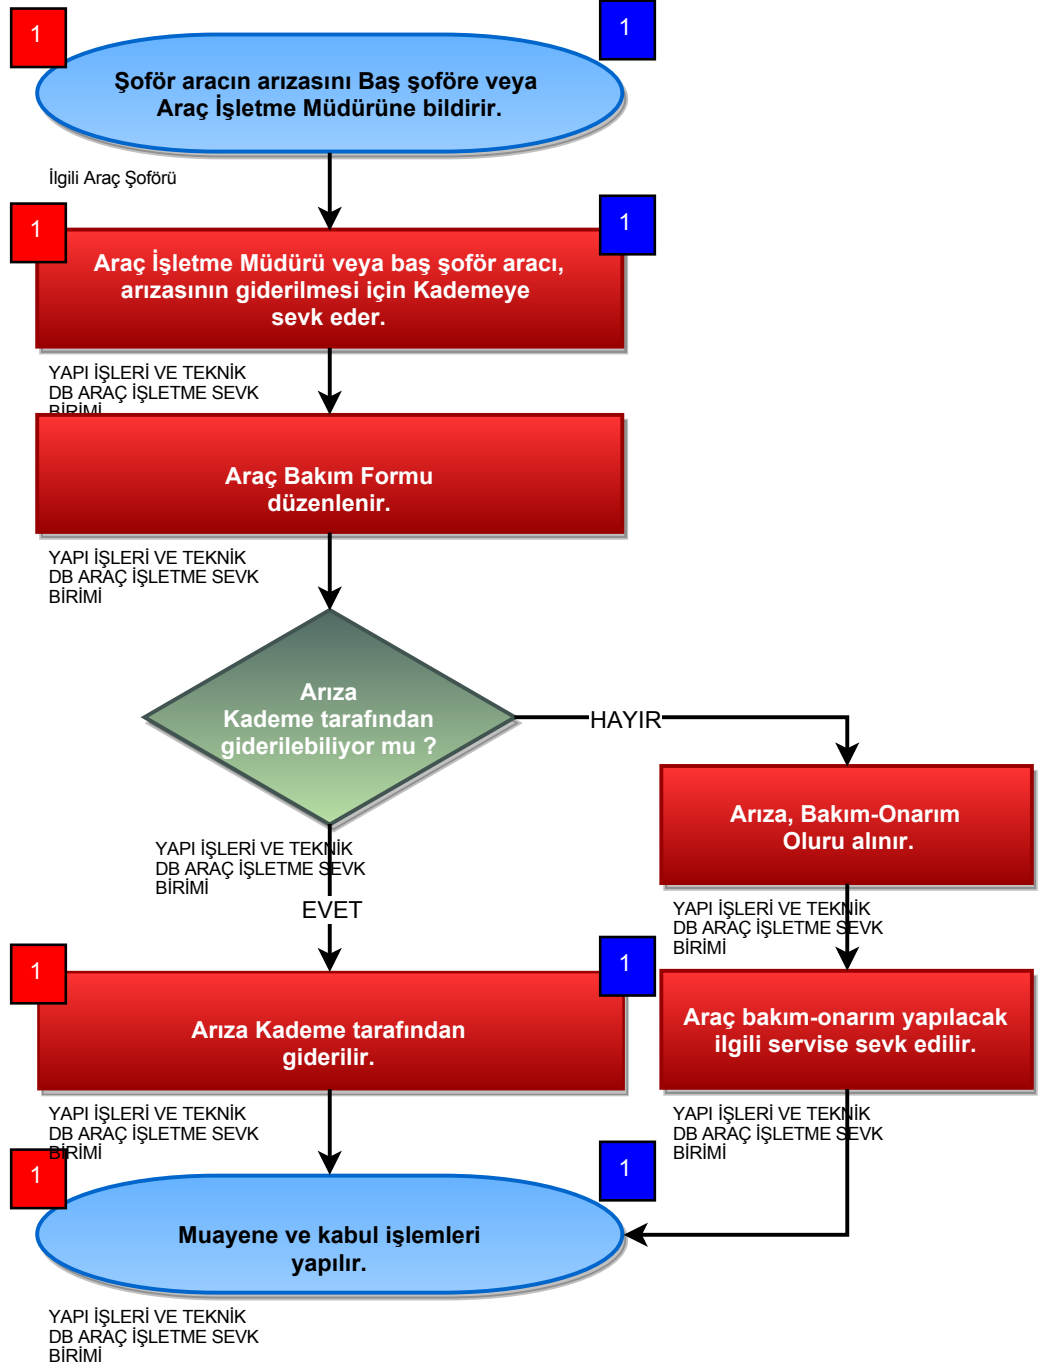 1
1
Şoför aracın arızasını Baş şoföre veya
Araç İşletme Müdürüne bildirir.
İlgili Araç Şoförü
1
1
Araç İşletme Müdürü veya baş şoför aracı,
arızasının giderilmesi için Kademeye
sevk eder.
YAPI İŞLERİ VE TEKNİK
DB ARAÇ İŞLETME SEVK
BİRİMİ
Araç Bakım Formu
düzenlenir.
YAPI İŞLERİ VE TEKNİK
DB ARAÇ İŞLETME SEVK
BİRİMİ
Arıza
Kademe tarafından
giderilebiliyor mu ?
HAYIR
YAPI İŞLERİ VE TEKNİK
DB ARAÇ İŞLETME SEVK
BİRİMİ
EVET
Arıza, Bakım-Onarım
Oluru alınır.
YAPI İŞLERİ VE TEKNİK
DB ARAÇ İŞLETME SEVK
BİRİMİ
1
1
Arıza Kademe tarafından
giderilir.
YAPI İŞLERİ VE TEKNİK
DB ARAÇ İŞLETME SEVK
BİRİMİ
Araç bakım-onarım yapılacak
ilgili servise sevk edilir.
YAPI İŞLERİ VE TEKNİK
DB ARAÇ İŞLETME SEVK
BİRİMİ
1
1
Muayene ve kabul işlemleri
yapılır.
YAPI İŞLERİ VE TEKNİK
DB ARAÇ İŞLETME SEVK
BİRİMİ